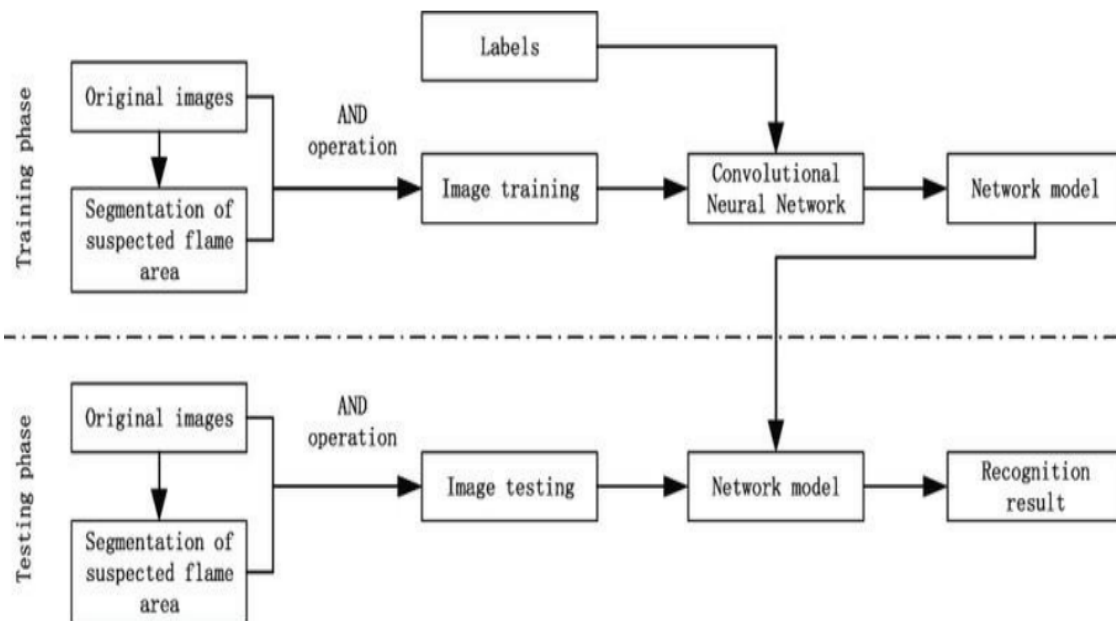 Training phase
Labels
Original images
AND
operation
Segmentation of
suspected flame
area
Image training
Convolutional
Neural Network
Network model
Testing phase
Original images
AND
operation
Segmentation of
suspected flame
area
Image testing
Network model
Recognition
result